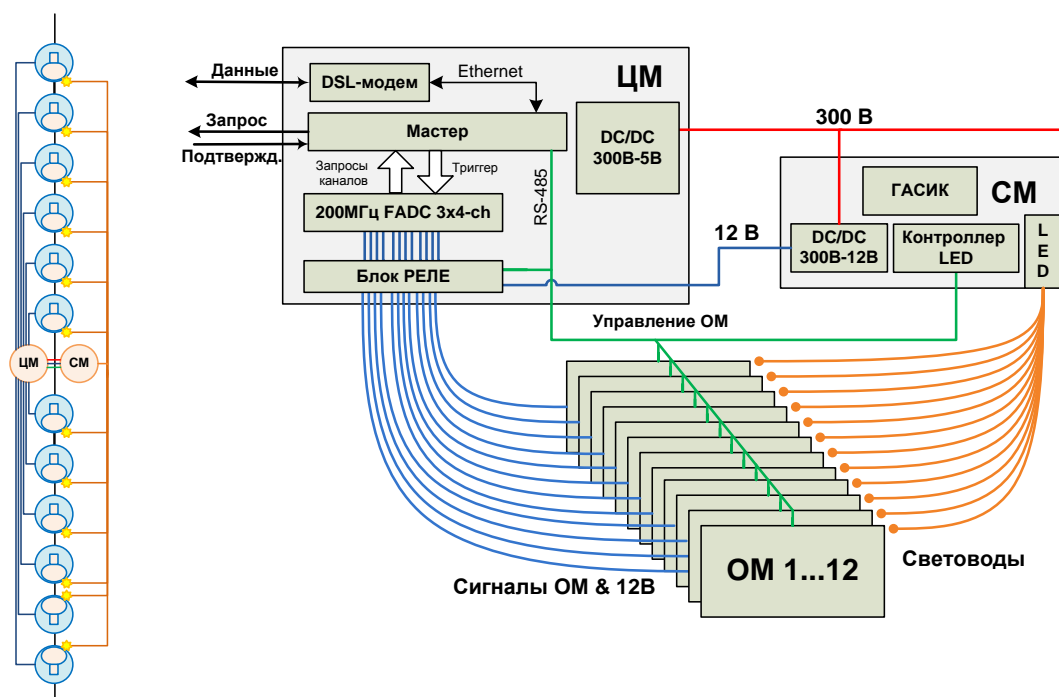 ЦМ
СМ
Данные
Запрос
Подтвержд.
DSL-модем
Ethernet
ЦМ
Мастер
DC/DC
300В-5В
Запросы
каналов
Триггер
RS-485
200МГц FADC 3x4-ch
Блок РЕЛЕ
300 В
12 В
ГАСИК
СМ
DC/DC
300В-12В
Контроллер
LED
LED
Управление ОМ
ОМ 1...12
Сигналы ОМ & 12В
Световоды